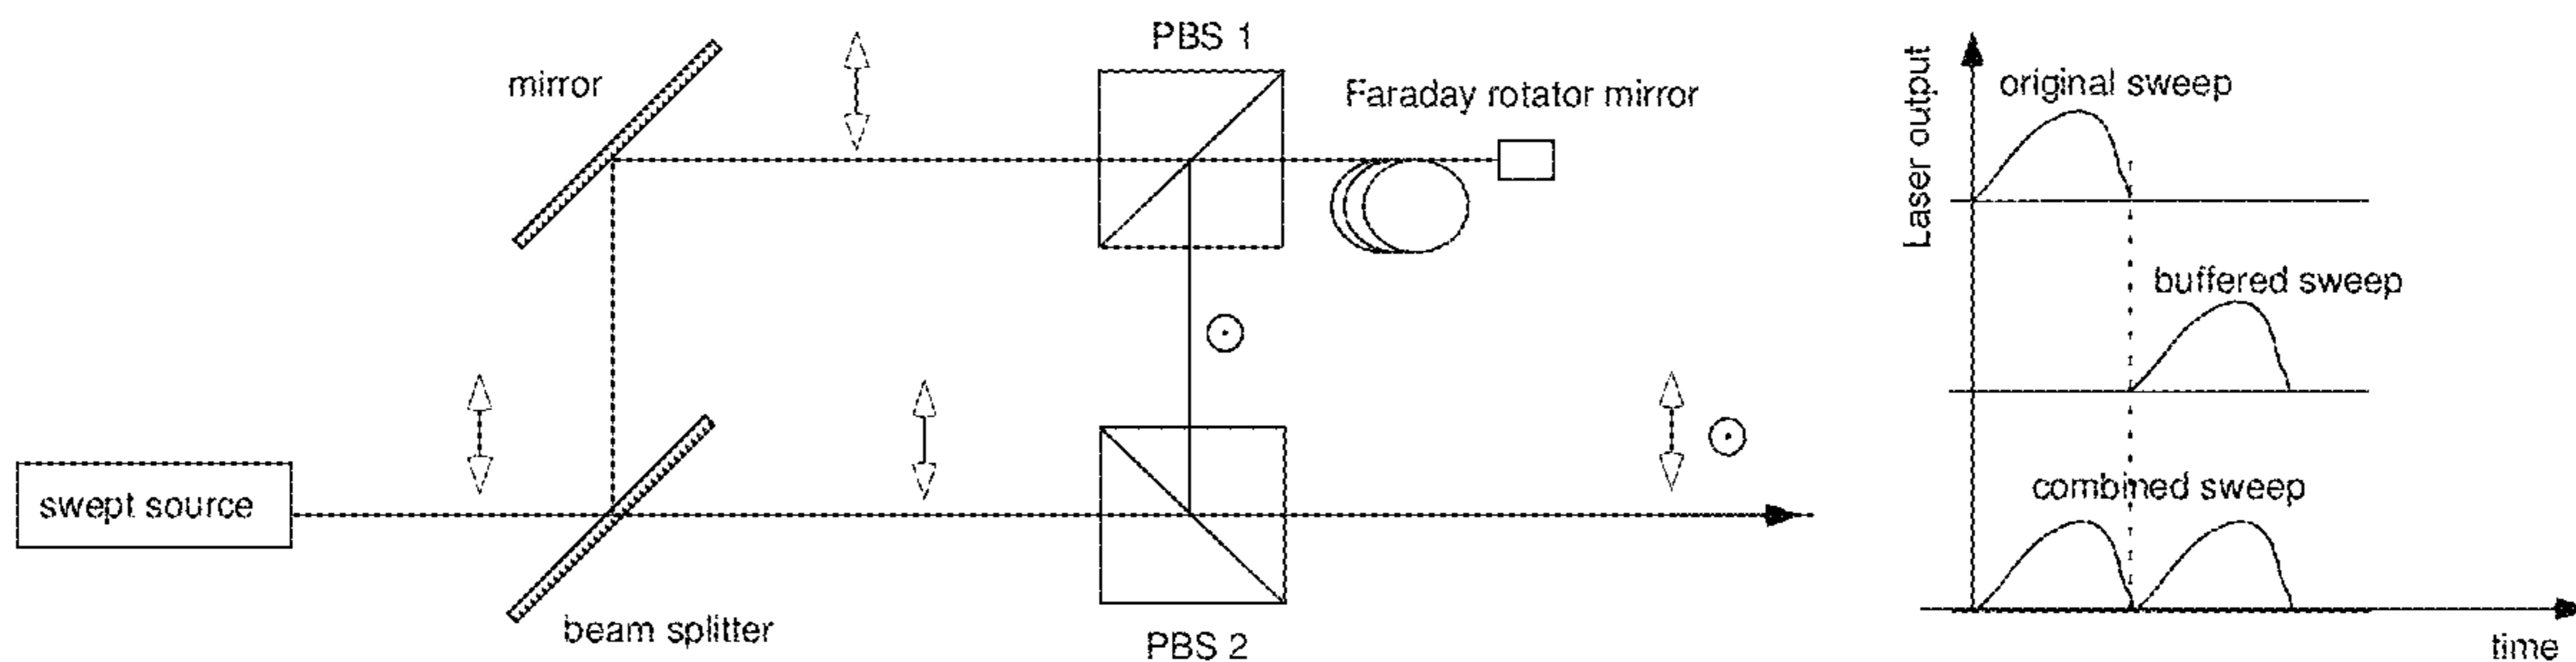 PBS 1
mirror
Faraday rotator mirror
swept source
beam splitter
PBS 2
Laser output
original sweep
buffered sweep
combined sweep
time